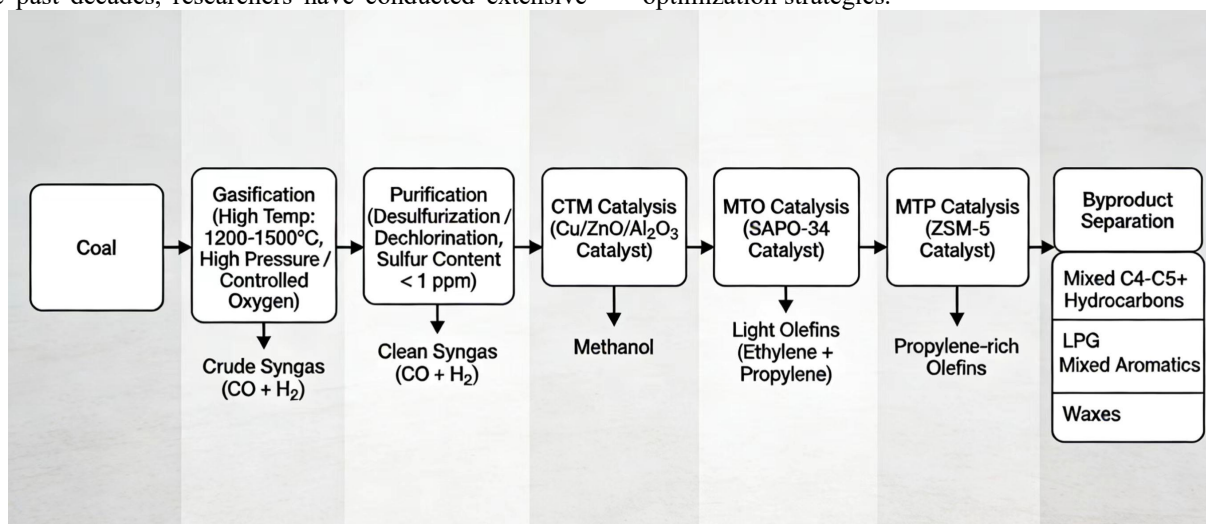 past decades, researchers have conducted extensive
optimization strategies.
Coal
Gasification
(High Temp:
1200-1500°C,
High Pressure /
Controlled
Oxygen)
Crude Syngas
(CO + H₂)
Purification
(Desulfurization /
Dechlorination,
Sulfur Content
< 1 ppm)
Clean Syngas
(CO + H₂)
CTM Catalysis
(Cu/ZnO/Al₂O₃
Catalyst)
Methanol
MTO Catalysis
(SAPO-34
Catalyst)
Light Olefins
(Ethylene +
Propylene)
MTP Catalysis
(ZSM-5
Catalyst)
Propylene-rich
Olefins
Byproduct
Separation
Mixed C4-C5+
Hydrocarbons
LPG
Mixed Aromatics
Waxes